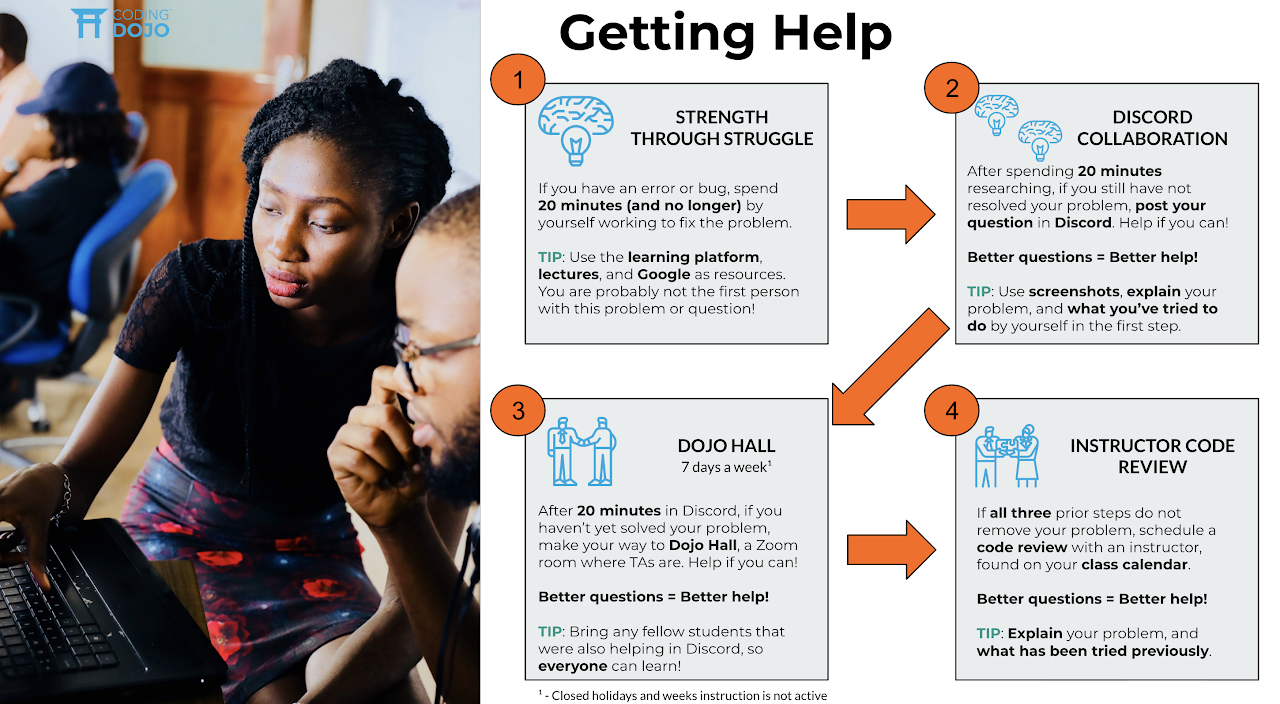 CODING
DOJO
Getting Help
1
STRENGTH
THROUGH STRUGGLE
If you have an error or bug, spend
20 minutes (and no longer) by
yourself working to fix the problem.
TIP: Use the learning platform,
lectures, and Google as resources.
You are probably not the first person
with this problem or question!
2
DISCORD
COLLABORATION
After spending 20 minutes
researching, if you still have not
resolved your problem, post your
question in Discord. Help if you can!
Better questions = Better help!
TIP: Use screenshots, explain your
problem, and what you’ve tried to
do by yourself in the first step.
3
DOJO HALL
7 days a week¹
After 20 minutes in Discord, if you
haven’t yet solved your problem,
make your way to Dojo Hall, a Zoom
room where TAs are. Help if you can!
Better questions = Better help!
TIP: Bring any fellow students that
were also helping in Discord, so
everyone can learn!
¹ - Closed holidays and weeks instruction is not active
4
INSTRUCTOR CODE
REVIEW
If all three prior steps do not
remove your problem, schedule a
code review with an instructor,
found on your class calendar.
Better questions = Better help!
TIP: Explain your problem, and
what has been tried previously.